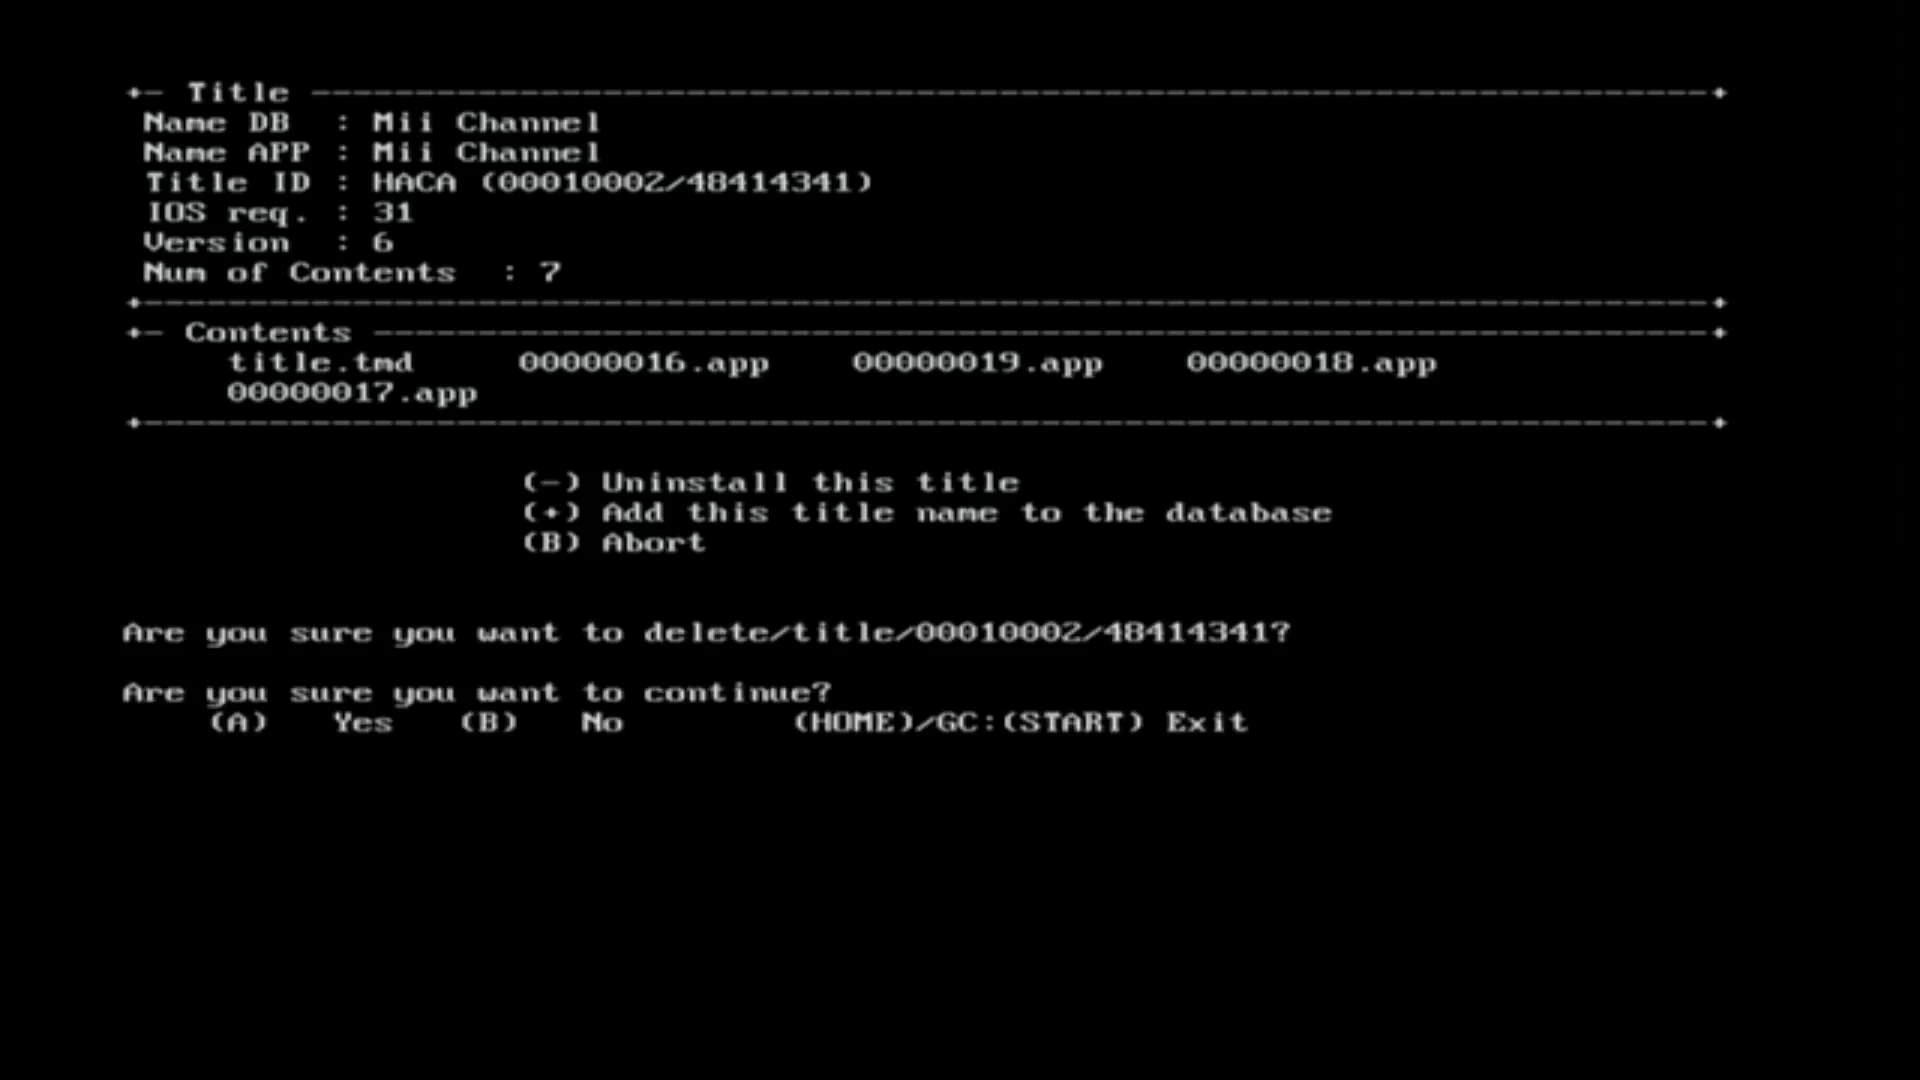 +- Title -------------------------------------------------------------------+
Name DB : Mii Channel
Name APP : Mii Channel
Title ID : HACA (00010002/48414341)
IOS req. : 31
Version : 6
Num of Contents : 7
+---------------------------------------------------------------------------+
+- Contents ----------------------------------------------------------------+
title.tmd 00000016.app 00000019.app 00000018.app
00000017.app
+---------------------------------------------------------------------------+
(-) Uninstall this title
(+) Add this title name to the database
(B) Abort
Are you sure you want to delete/title/00010002/48414341?
Are you sure you want to continue?
(A) Yes (B) No (HOME)/GC:(START) Exit